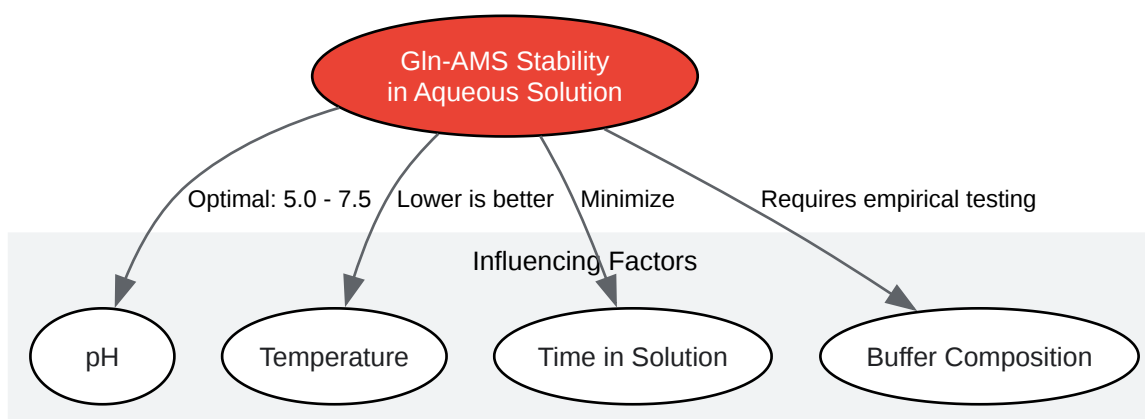 Gln-AMS Stability
in Aqueous Solution
Optimal: 5.0 - 7.5
Lower is better
Minimize
Requires empirical testing
Influencing Factors
pH
Temperature
Time in Solution
Buffer Composition